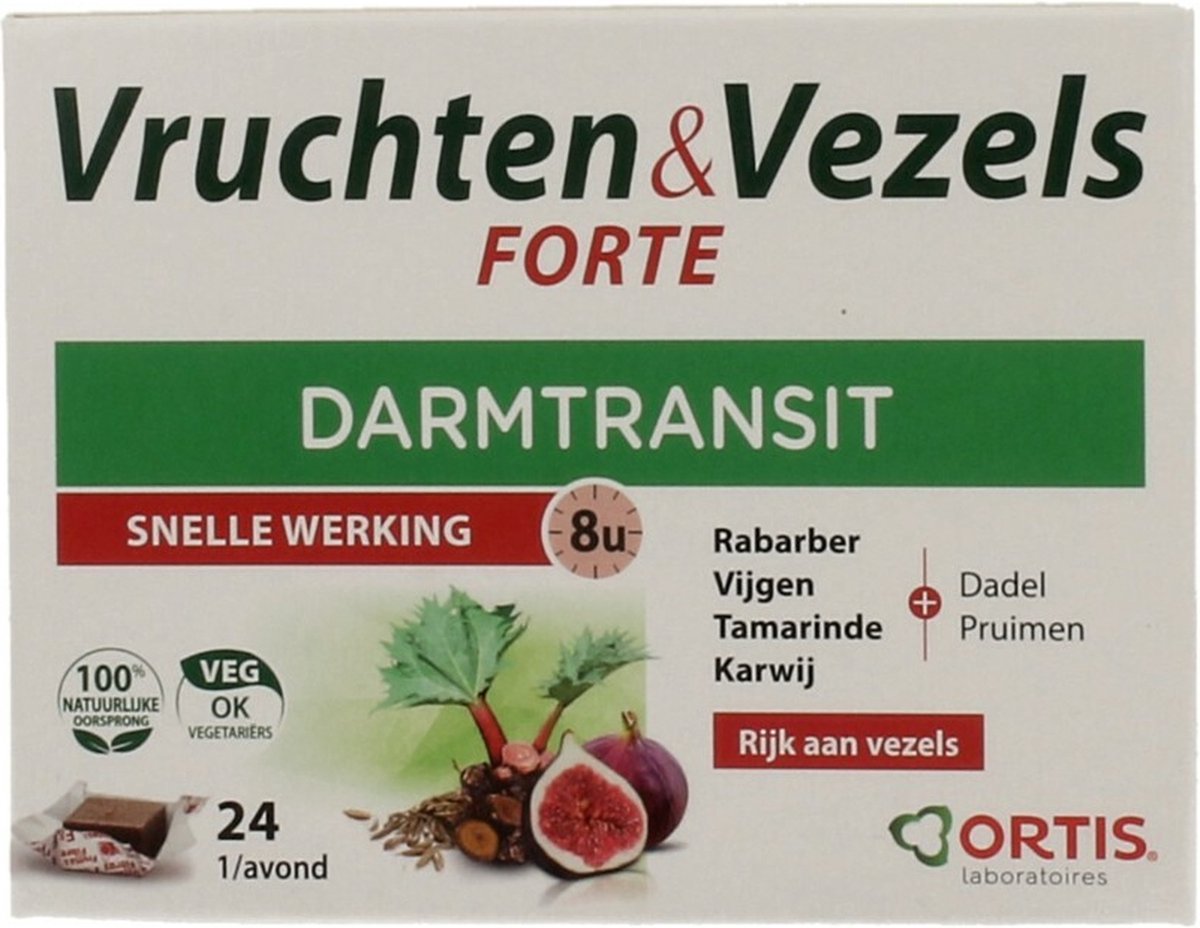 Vruchten & Vezels
FORTE
DARMTRANSIT
SNELLE WERKING 8u
Rabarber
Vijgen
Tamarinde
Karwij
+
Dadel
Pruimen
Rijk aan vezels
100%
NATUURLIJKE
OORSPRONG
VEG
OK
VEGETARIËRS
24
1/avond
ORTIS®
laboratoires